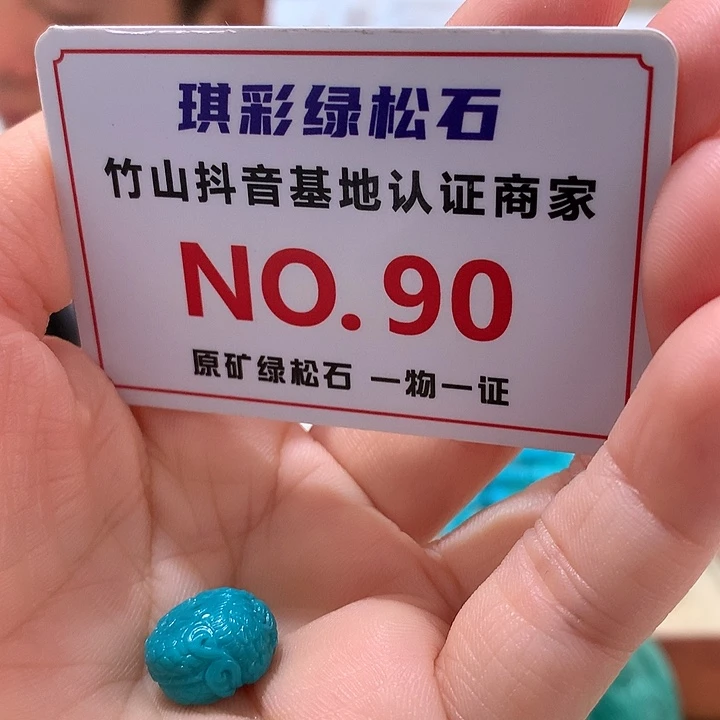 琪彩绿松石
竹山抖音基地认证商家
NO.90
原矿绿松石 一物一证